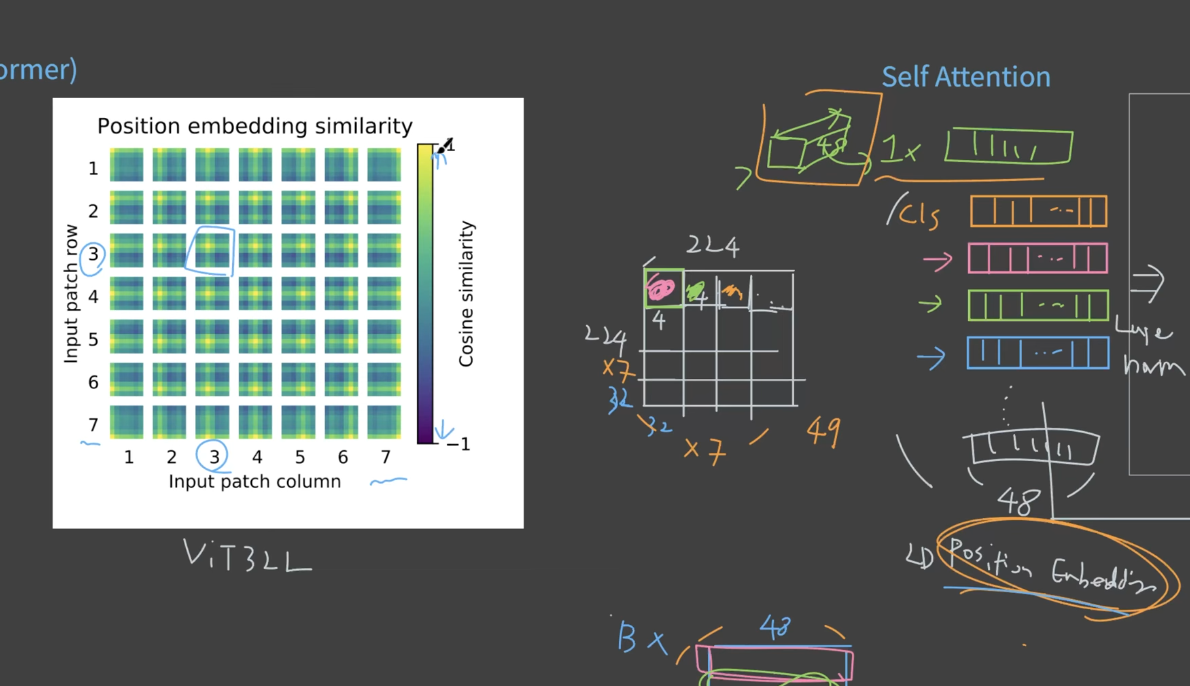 ormer)
Position embedding similarity
1
2
3
4
5
6
7
Input patch row
1 2 3 4 5 6 7
Input patch column
1
−1
Cosine similarity
ViT32L
Self Attention
48
1x
Cls
224
4
4
224
x7
32
32
x7
49
48
Position Embedding
B x
48